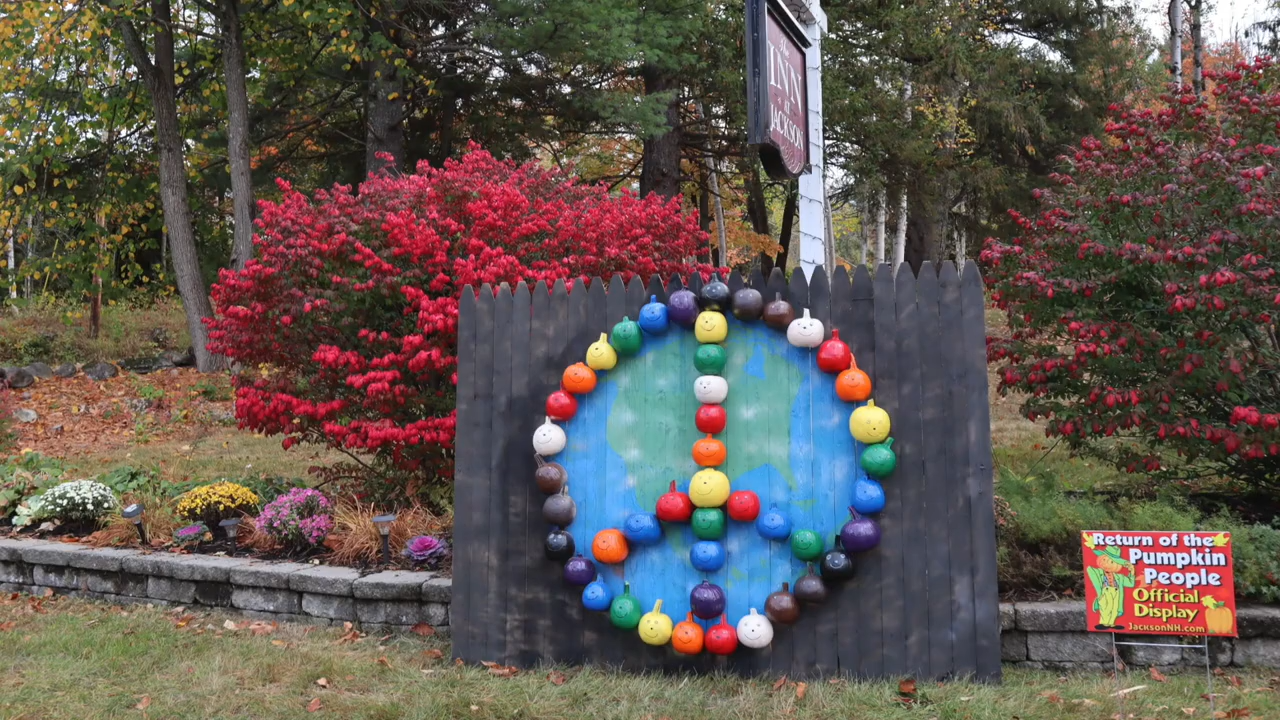 The
INN
at
JACKSON
Return of the
Pumpkin
People
Official
Display
JacksonNH.com